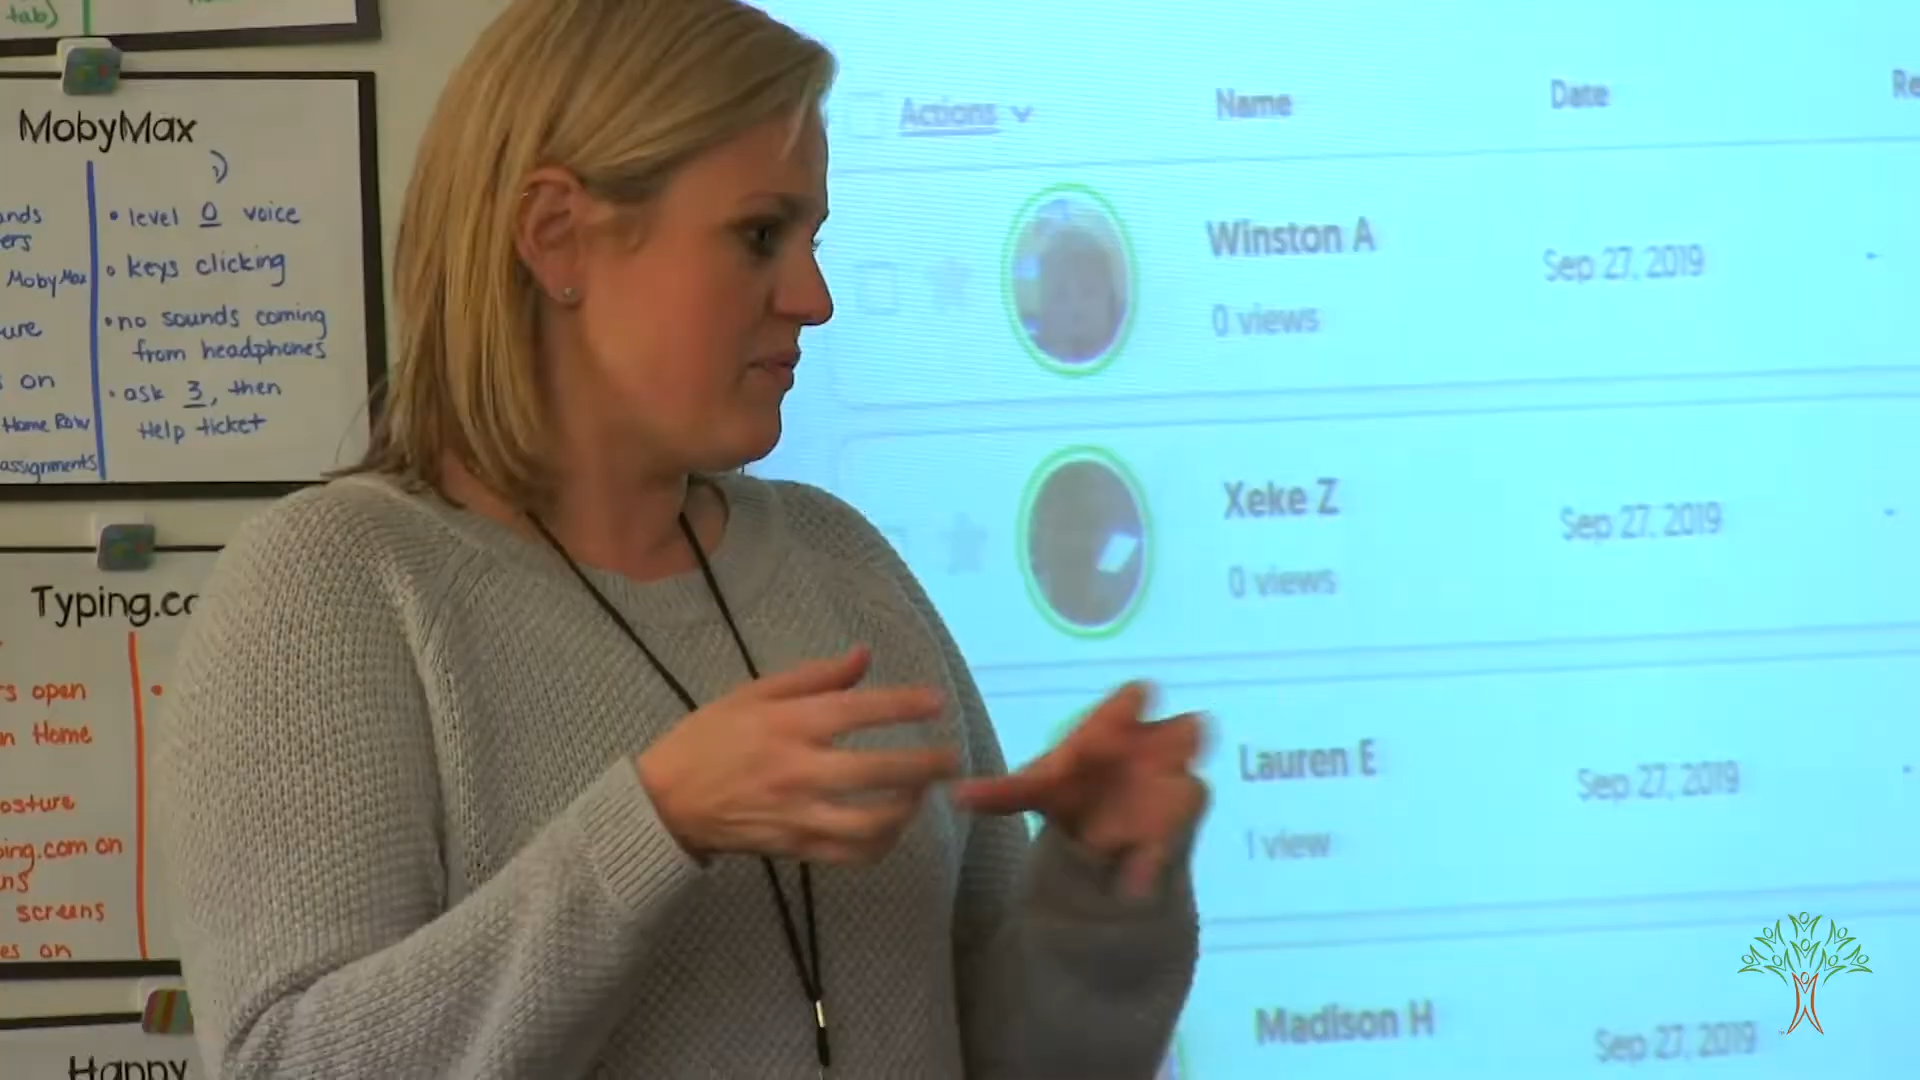 tab)
MobyMax
ands
ers
MobyMax
ure
s on
Home Row
assignments
• level 0 voice
• keys clicking
• no sounds coming
from headphones
• ask 3, then
Help ticket
Typing.co
rs open
n Home
osture
ping.com on
ns
screens
es on
Happy
Actions
Name
Date
Re
Winston A
0 views
Sep 27, 2019
-
Xeke Z
0 views
Sep 27, 2019
-
Lauren E
1 view
Sep 27, 2019
-
Madison H
Sep 27, 2019